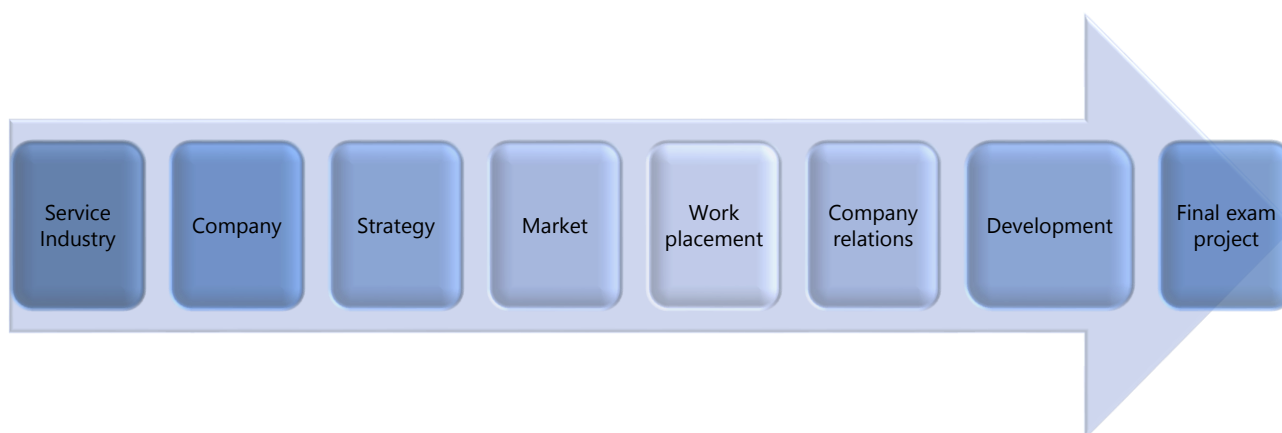 Service
Industry
Company
Strategy
Market
Work
placement
Company
relations
Development
Final exam
project